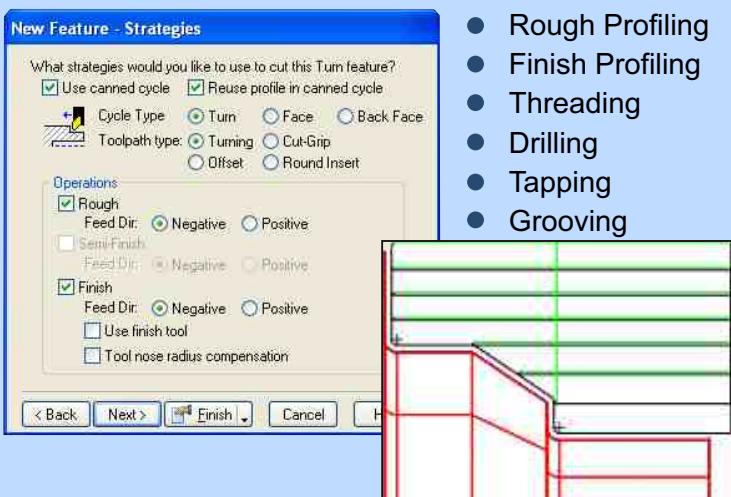 New Feature - Strategies
What strategies would you like to use to cut this Turn feature?
Use canned cycle Reuse profile in canned cycle
Cycle Type Turn Face Back Face
Toolpath type: Turning Cut-Grip
Offset Round Insert
Operations
Rough
Feed Dir: Negative Positive
Semi-Finish
Feed Dir: Negative Positive
Finish
Feed Dir: Negative Positive
Use finish tool
Tool nose radius compensation
< Back Next > Finish Cancel H
Rough Profiling
Finish Profiling
Threading
Drilling
Tapping
Grooving